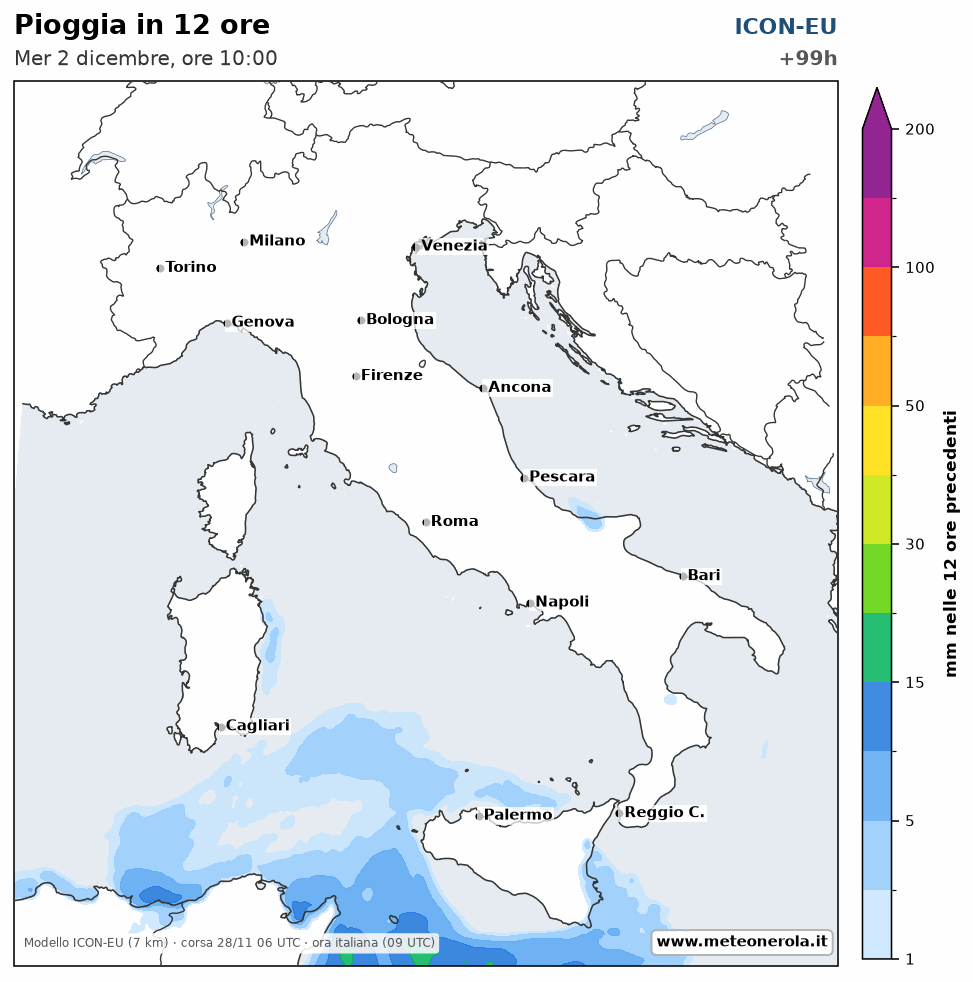 Pioggia in 12 ore
ICON-EU
Mer 2 dicembre, ore 10:00
+99h
200
Milano
Venezia
Torino
100
Genova
Bologna
Firenze
Ancona
50
Pescara
Roma
30
Bari
Napoli
mm nelle 12 ore precedenti
15
Cagliari
Palermo
Reggio C.
5
Modello ICON-EU (7 km) · corsa 28/11 06 UTC · ora italiana (09 UTC)
www.meteonerola.it
1